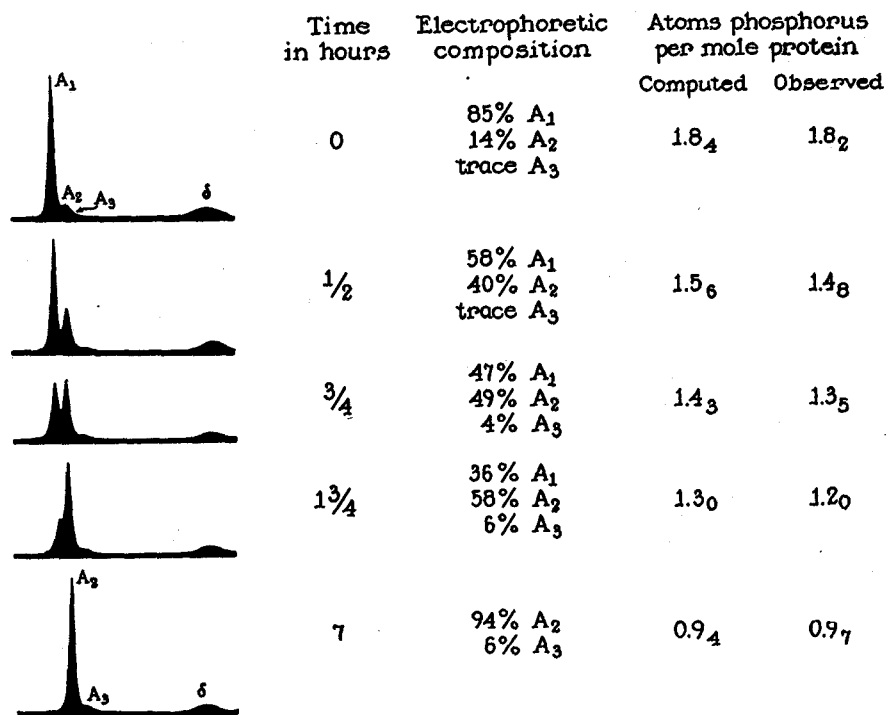 Time in hours
Electrophoretic composition
Atoms phosphorus per mole protein
Computed Observed
A₁
A₂ A₃ δ
0
85% A₁
14% A₂
trace A₃
1.8₄ 1.8₂
1/2
58% A₁
40% A₂
trace A₃
1.5₆ 1.4₈
3/4
47% A₁
49% A₂
4% A₃
1.4₃ 1.3₅
1 3/4
36% A₁
58% A₂
6% A₃
1.3₀ 1.2₀
A₂
A₃ δ
7
94% A₂
6% A₃
0.9₄ 0.9₇